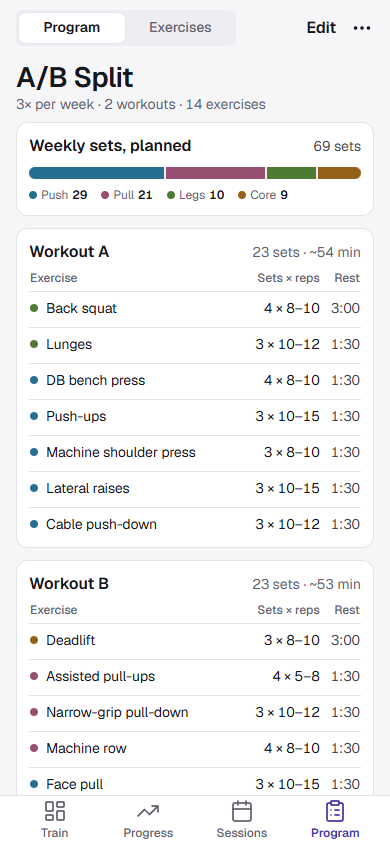 Program Exercises Edit
A/B Split
3× per week · 2 workouts · 14 exercises
Weekly sets, planned 69 sets
Push 29 Pull 21 Legs 10 Core 9
Workout A 23 sets · ~54 min
Exercise Sets × reps Rest
Back squat 4 × 8–10 3:00
Lunges 3 × 10–12 1:30
DB bench press 4 × 8–10 1:30
Push-ups 3 × 10–15 1:30
Machine shoulder press 3 × 8–10 1:30
Lateral raises 3 × 10–15 1:30
Cable push-down 3 × 10–12 1:30
Workout B 23 sets · ~53 min
Exercise Sets × reps Rest
Deadlift 3 × 8–10 3:00
Assisted pull-ups 4 × 5–8 1:30
Narrow-grip pull-down 3 × 10–12 1:30
Machine row 4 × 8–10 1:30
Face pull 3 × 10–15 1:30
Train Progress Sessions Program